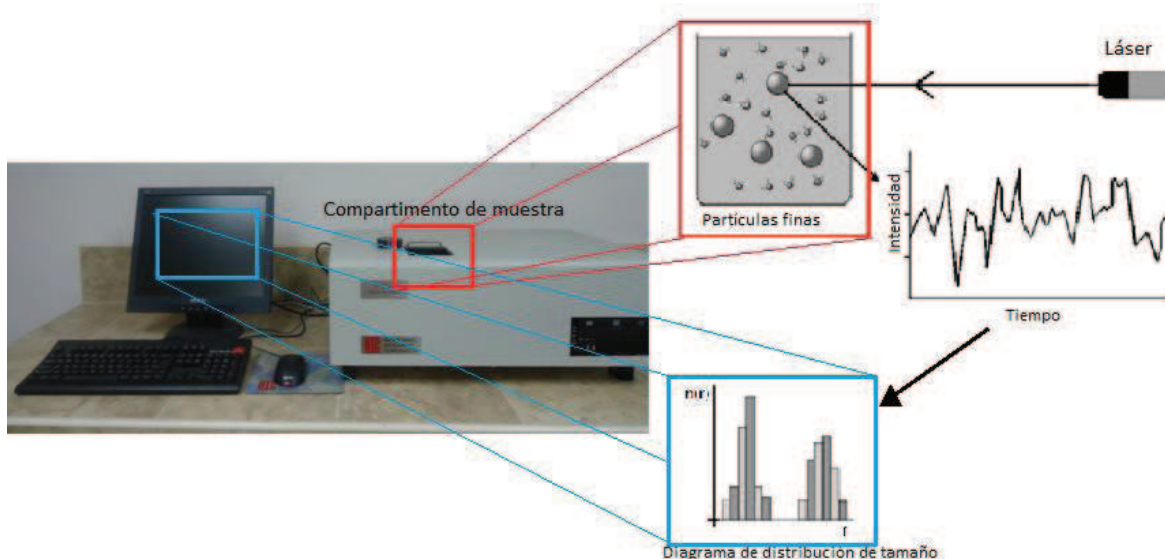 Láser
Compartimento de muestra
Partículas finas
Intensidad
Tiempo
n(r)
r
Diagrama de distribución de tamaño